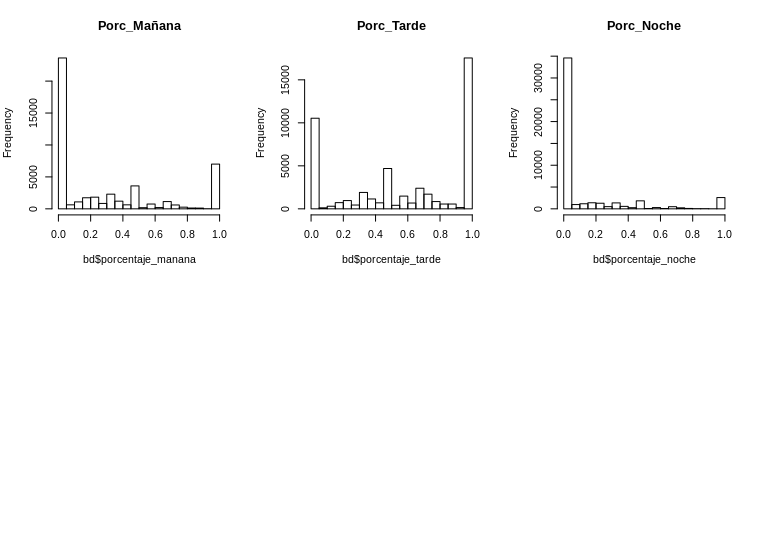 Porc_Mañana
Frequency
0 5000 15000
0.0 0.2 0.4 0.6 0.8 1.0
bd$porcentaje_manana
Porc_Tarde
Frequency
0 5000 10000 15000
0.0 0.2 0.4 0.6 0.8 1.0
bd$porcentaje_tarde
Porc_Noche
Frequency
0 10000 20000 30000
0.0 0.2 0.4 0.6 0.8 1.0
bd$porcentaje_noche